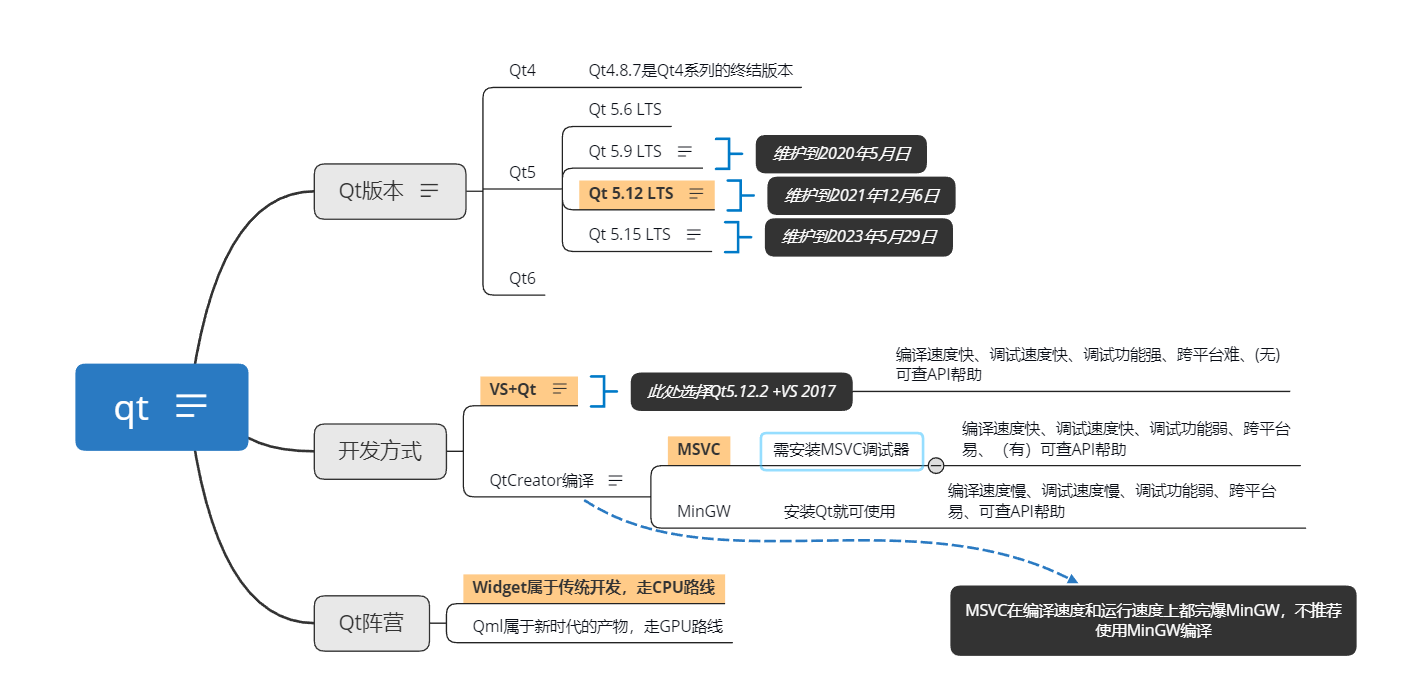 qt
Qt版本
Qt4
Qt4.8.7是Qt4系列的终结版本
Qt5
Qt 5.6 LTS
Qt 5.9 LTS
维护到2020年5月日
Qt 5.12 LTS
维护到2021年12月6日
Qt 5.15 LTS
维护到2023年5月29日
Qt6
开发方式
VS+Qt
此处选择Qt5.12.2 +VS 2017
编译速度快、调试速度快、调试功能强、跨平台难、(无)
可查API帮助
QtCreator编译
MSVC
需安装MSVC调试器
编译速度快、调试速度快、调试功能弱、跨平台
易、（有）可查API帮助
MinGW
安装Qt就可使用
编译速度慢、调试速度慢、调试功能弱、跨平台
易、可查API帮助
MSVC在编译速度和运行速度上都完爆MinGW，不推荐
使用MinGW编译
Qt阵营
Widget属于传统开发，走CPU路线
Qml属于新时代的产物，走GPU路线